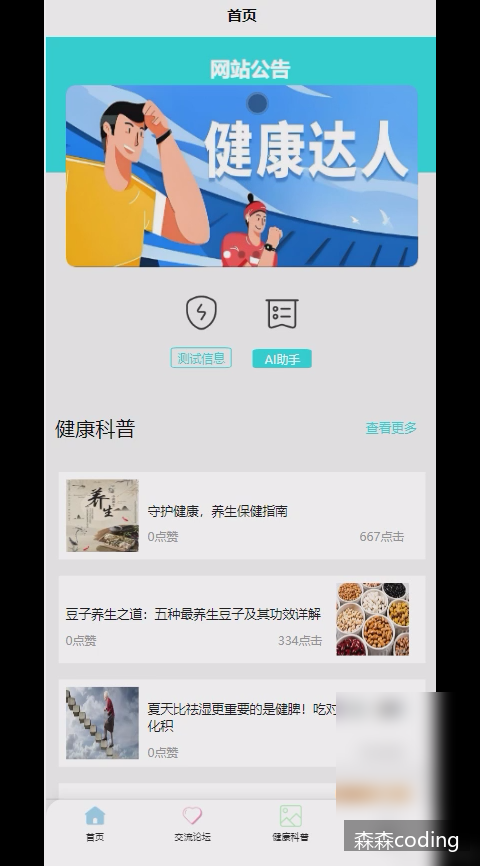 首页
网站公告
健康达人
测试信息
AI助手
健康科普
查看更多
养生
守护健康，养生保健指南
0点赞
667点击
豆子养生之道：五种最养生豆子及其功效详解
0点赞
334点击
夏天比祛湿更重要的是健脾！吃对
化积
0点赞
首页
交流论坛
健康科普
森森coding